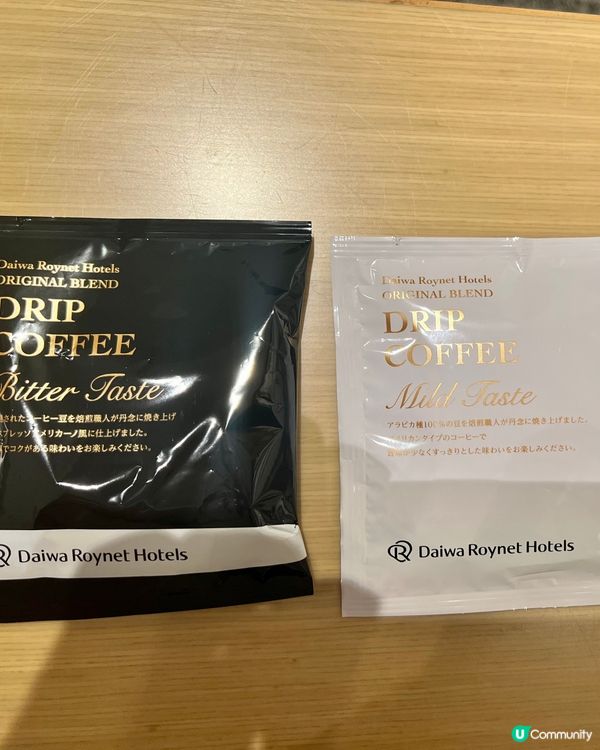 Daiwa Roynet Hotels
ORIGINAL BLEND
DRIP
COFFEE
Bitter Taste
されたコーヒー豆を焙煎職人が丹念に焼き上げ
プレッソアメリカーノ風に仕上げました。
でコクがある味わいをお楽しみください。
Daiwa Roynet Hotels
Daiwa Roynet Hotels
ORIGINAL BLEND
DRIP
COFFEE
Mild Taste
アラビカ種100%の豆を焙煎職人が丹念に焼き上げました。
アメリカンタイプのコーヒーで
が少なくすっきりとした味わいをお楽しみください。
Daiwa Roynet Hotels
U Community